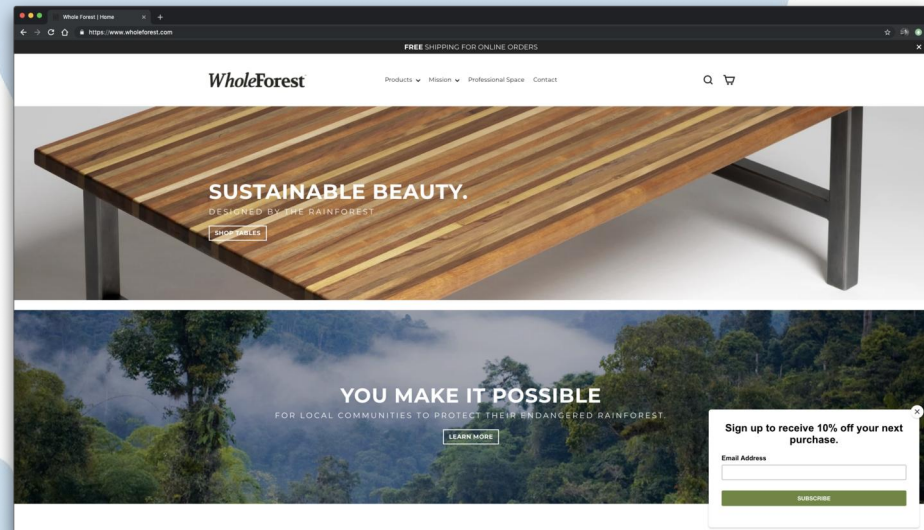 Whole Forest | Home
https://www.wholeforest.com
FREE SHIPPING FOR ONLINE ORDERS
WholeForest
Products Mission Professional Space Contact
SUSTAINABLE BEAUTY.
DESIGNED BY THE RAINFOREST
SHOP TABLES
YOU MAKE IT POSSIBLE
FOR LOCAL COMMUNITIES TO PROTECT THEIR ENDANGERED RAINFOREST.
LEARN MORE
Sign up to receive 10% off your next
purchase.
Email Address
SUBSCRIBE